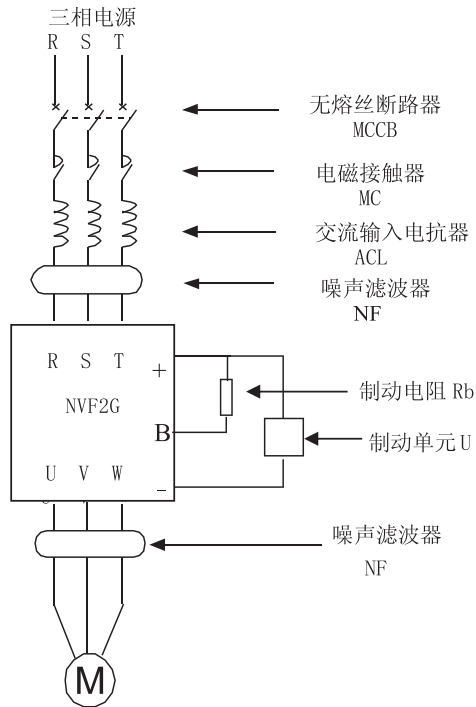 三相电源
R S T
无熔丝断路器
MCCB
电磁接触器
MC
交流输入电抗器
ACL
噪声滤波器
NF
R S T +
制动电阻 Rb
NVF2G
B
制动单元 U
U V W
−
噪声滤波器
NF
M